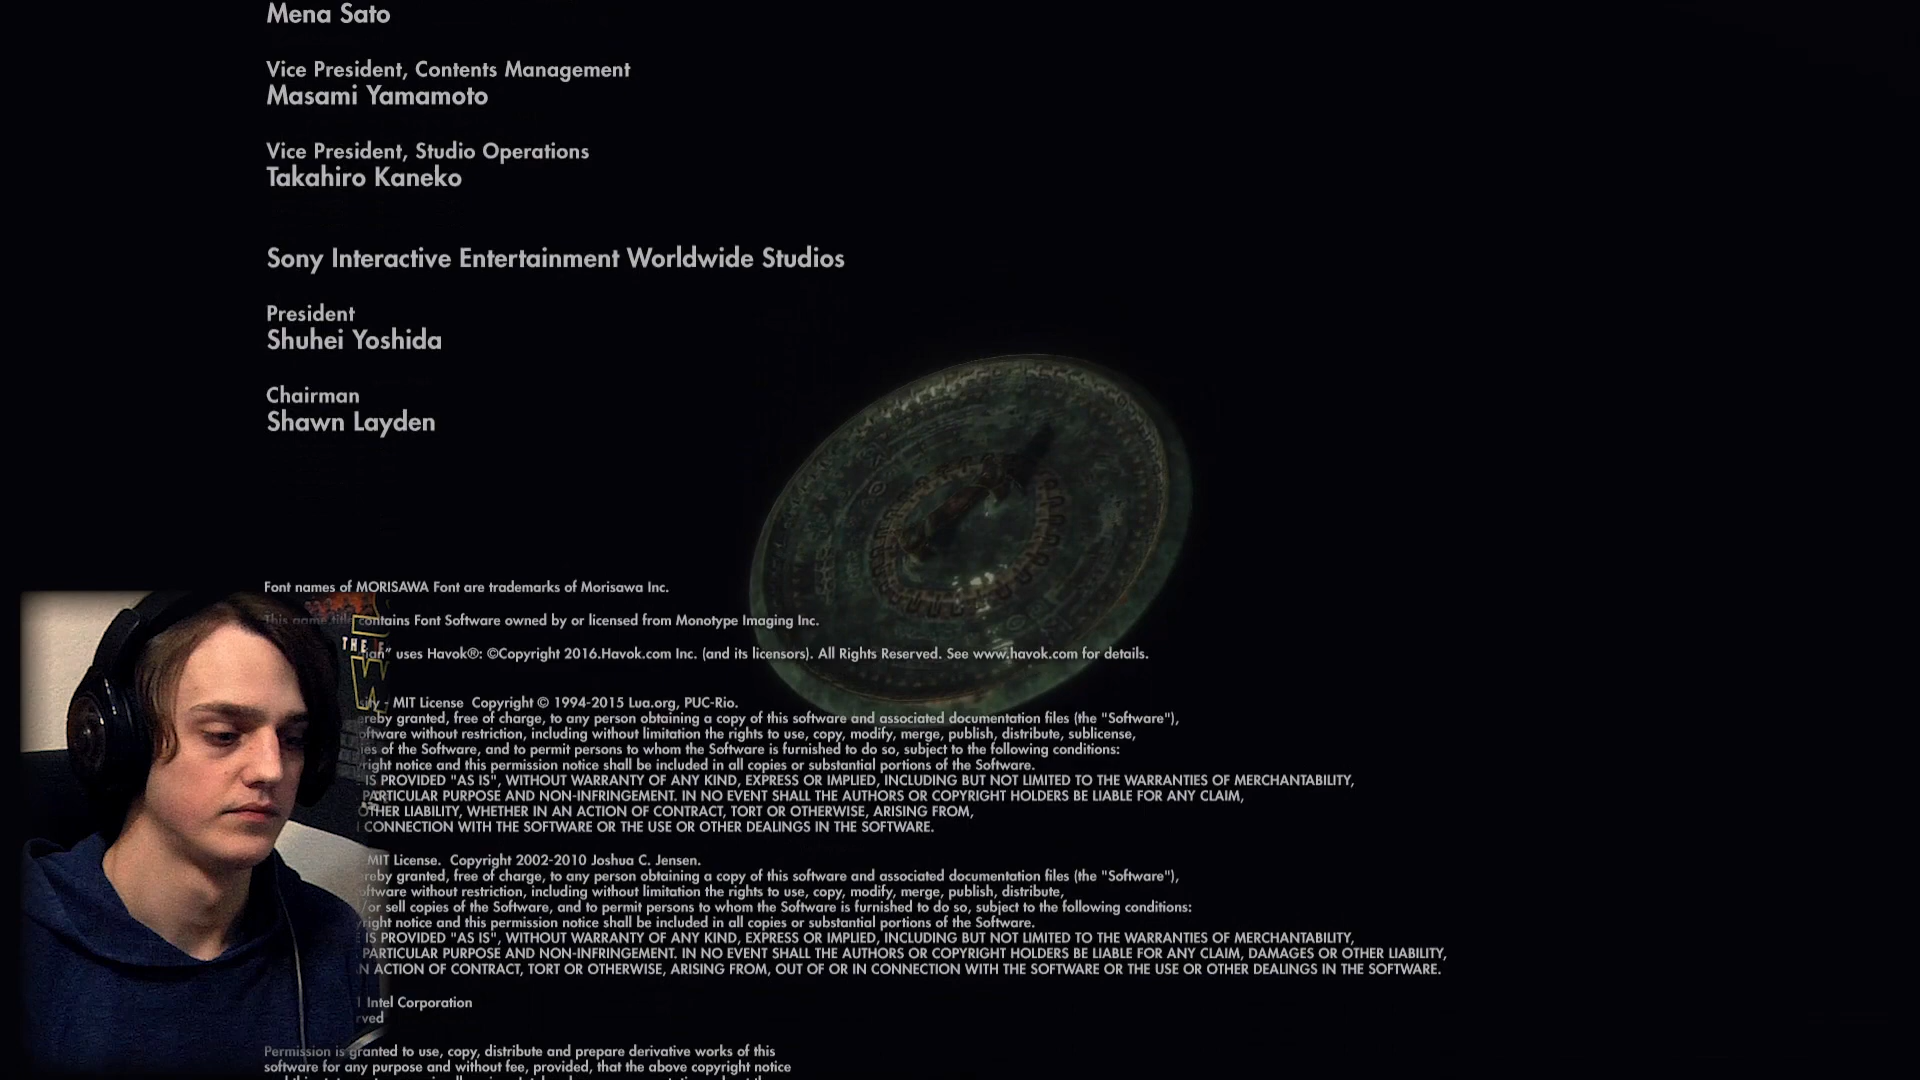 Mena Sato
Vice President, Contents Management
Masami Yamamoto
Vice President, Studio Operations
Takahiro Kaneko
Sony Interactive Entertainment Worldwide Studios
President
Shuhei Yoshida
Chairman
Shawn Layden
Font names of MORISAWA Font are trademarks of Morisawa Inc.
This game title contains Font Software owned by or licensed from Monotype Imaging Inc.
THE
ian" uses Havok®: ©Copyright 2016.Havok.com Inc. (and its licensors). All Rights Reserved. See www.havok.com for details.
- MIT License Copyright © 1994-2015 Lua.org, PUC-Rio.
ereby granted, free of charge, to any person obtaining a copy of this software and associated documentation files (the "Software"),
oftware without restriction, including without limitation the rights to use, copy, modify, merge, publish, distribute, sublicense,
ies of the Software, and to permit persons to whom the Software is furnished to do so, subject to the following conditions:
right notice and this permission notice shall be included in all copies or substantial portions of the Software.
IS PROVIDED "AS IS", WITHOUT WARRANTY OF ANY KIND, EXPRESS OR IMPLIED, INCLUDING BUT NOT LIMITED TO THE WARRANTIES OF MERCHANTABILITY,
PARTICULAR PURPOSE AND NON-INFRINGEMENT. IN NO EVENT SHALL THE AUTHORS OR COPYRIGHT HOLDERS BE LIABLE FOR ANY CLAIM,
OTHER LIABILITY, WHETHER IN AN ACTION OF CONTRACT, TORT OR OTHERWISE, ARISING FROM,
CONNECTION WITH THE SOFTWARE OR THE USE OR OTHER DEALINGS IN THE SOFTWARE.
MIT License. Copyright 2002-2010 Joshua C. Jensen.
ereby granted, free of charge, to any person obtaining a copy of this software and associated documentation files (the "Software"),
oftware without restriction, including without limitation the rights to use, copy, modify, merge, publish, distribute,
/or sell copies of the Software, and to permit persons to whom the Software is furnished to do so, subject to the following conditions:
yright notice and this permission notice shall be included in all copies or substantial portions of the Software.
IS PROVIDED "AS IS", WITHOUT WARRANTY OF ANY KIND, EXPRESS OR IMPLIED, INCLUDING BUT NOT LIMITED TO THE WARRANTIES OF MERCHANTABILITY,
PARTICULAR PURPOSE AND NON-INFRINGEMENT. IN NO EVENT SHALL THE AUTHORS OR COPYRIGHT HOLDERS BE LIABLE FOR ANY CLAIM, DAMAGES OR OTHER LIABILITY,
N ACTION OF CONTRACT, TORT OR OTHERWISE, ARISING FROM, OUT OF OR IN CONNECTION WITH THE SOFTWARE OR THE USE OR OTHER DEALINGS IN THE SOFTWARE.
Intel Corporation
rved
Permission is granted to use, copy, distribute and prepare derivative works of this
software for any purpose and without fee, provided, that the above copyright notice